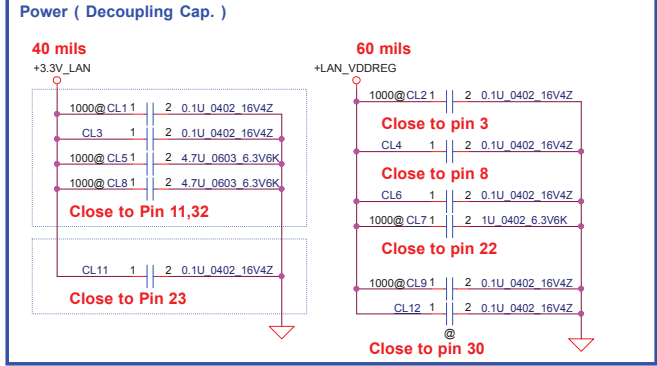 Power ( Decoupling Cap. )
40 mils
+3.3V_LAN
1000@ CL1 1 2 0.1U_0402_16V4Z
CL3 1 2 0.1U_0402_16V4Z
1000@ CL5 1 2 4.7U_0603_6.3V6K
1000@ CL8 1 2 4.7U_0603_6.3V6K
Close to Pin 11,32
CL11 1 2 0.1U_0402_16V4Z
Close to Pin 23
60 mils
+LAN_VDDREG
1000@ CL2 1 2 0.1U_0402_16V4Z
Close to pin 3
CL4 1 2 0.1U_0402_16V4Z
Close to pin 8
CL6 1 2 0.1U_0402_16V4Z
1000@ CL7 1 2 1U_0402_6.3V6K
Close to pin 22
1000@ CL9 1 2 0.1U_0402_16V4Z
CL12 1 2 0.1U_0402_16V4Z
@
Close to pin 30